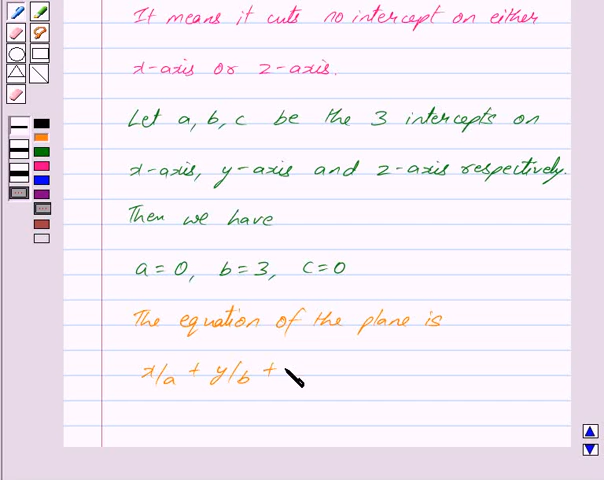 It means it cuts no intercept on either
x-axis or z-axis.
Let a, b, c be the 3 intercepts on
x-axis, y-axis and z-axis respectively.
Then we have
a = 0, b = 3, c = 0
The equation of the plane is
x/a + y/b +